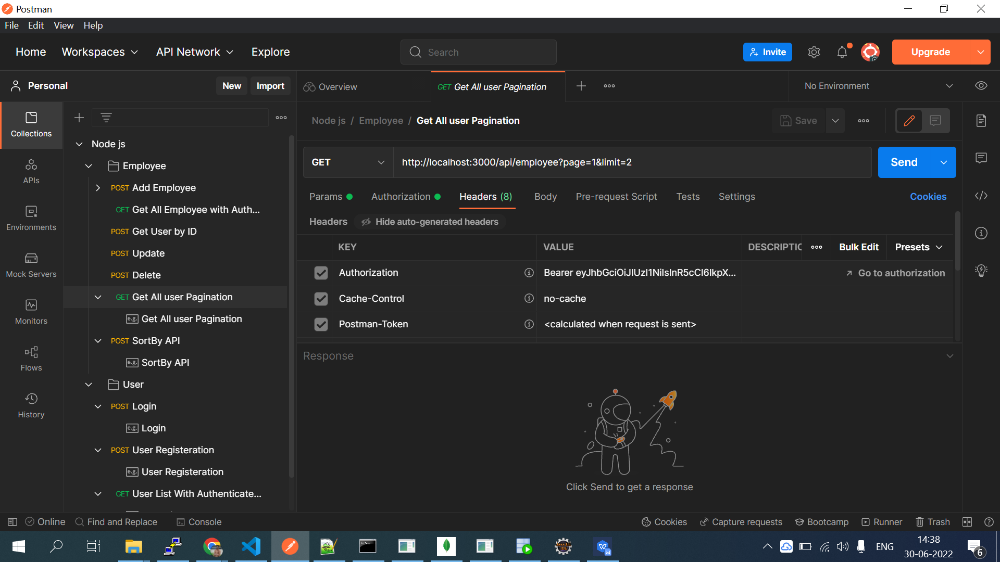 Postman
File Edit View Help
Home Workspaces API Network Explore Search Invite Upgrade
Personal New Import Overview GET Get All user Pagination No Environment
Collections
APIs
Environments
Mock Servers
Monitors
Flows
History
Node js
Employee
POST Add Employee
GET Get All Employee with Auth...
POST Get User by ID
POST Update
POST Delete
GET Get All user Pagination
e.g. Get All user Pagination
POST SortBy API
e.g. SortBy API
User
POST Login
e.g. Login
POST User Registeration
e.g. User Registeration
GET User List With Authenticate...
Node js / Employee / Get All user Pagination Save
GET http://localhost:3000/api/employee?page=1&limit=2 Send
Params Authorization Headers (8) Body Pre-request Script Tests Settings Cookies
Headers Hide auto-generated headers
KEY VALUE DESCRIPTIO Bulk Edit Presets
Authorization Bearer eyJhbGciOiJIUzI1NiIsInR5cCI6IkpX... Go to authorization
Cache-Control no-cache
Postman-Token <calculated when request is sent>
Response
Click Send to get a response
Online Find and Replace Console Cookies Capture requests Bootcamp Runner Trash
ENG 14:38
30-06-2022
6